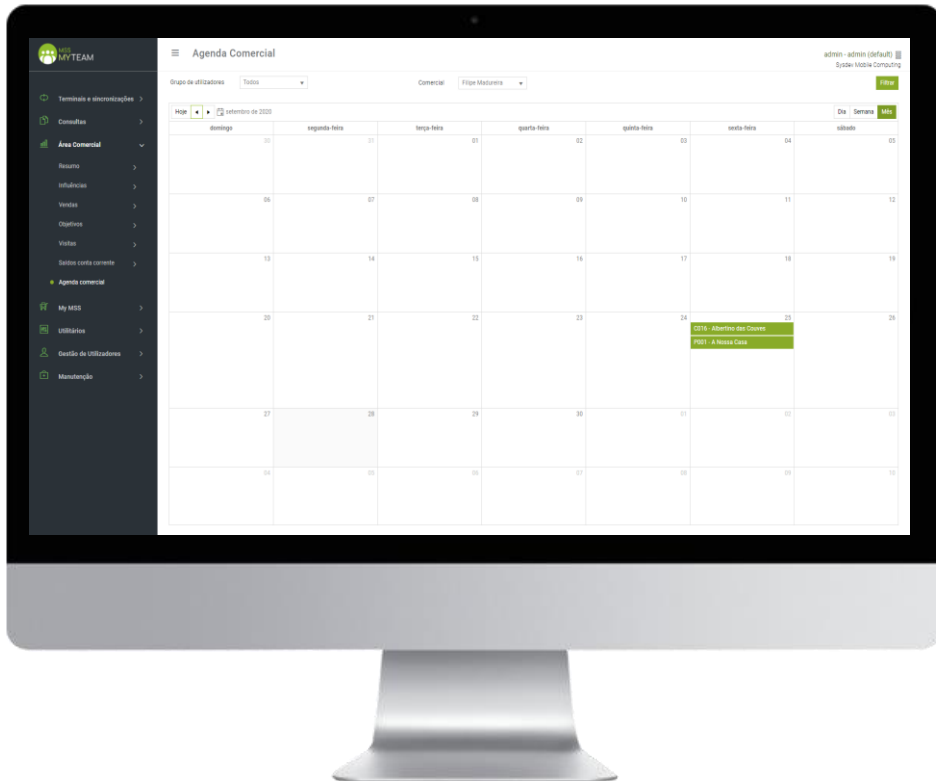 MSS
MYTEAM
Agenda Comercial
admin - admin (default)
Sysdev Mobile Computing
Grupo de utilizadores
Todos
Comercial
Filipe Madureira
Filtrar
Hoje
setembro de 2020
Dia Semana Mês
domingo segunda-feira terça-feira quarta-feira quinta-feira sexta-feira sábado
30 31 01 02 03 04 05
06 07 08 09 10 11 12
13 14 15 16 17 18 19
20 21 22 23 24 25 26
C016 - Albertino das Couves
P001 - A Nossa Casa
27 28 29 30 01 02 03
04 05 06 07 08 09 10
Terminais e sincronizações
Consultas
Área Comercial
Resumo
Influências
Vendas
Objetivos
Visitas
Saldos conta corrente
Agenda comercial
My MSS
Utilitários
Gestão de Utilizadores
Manutenção